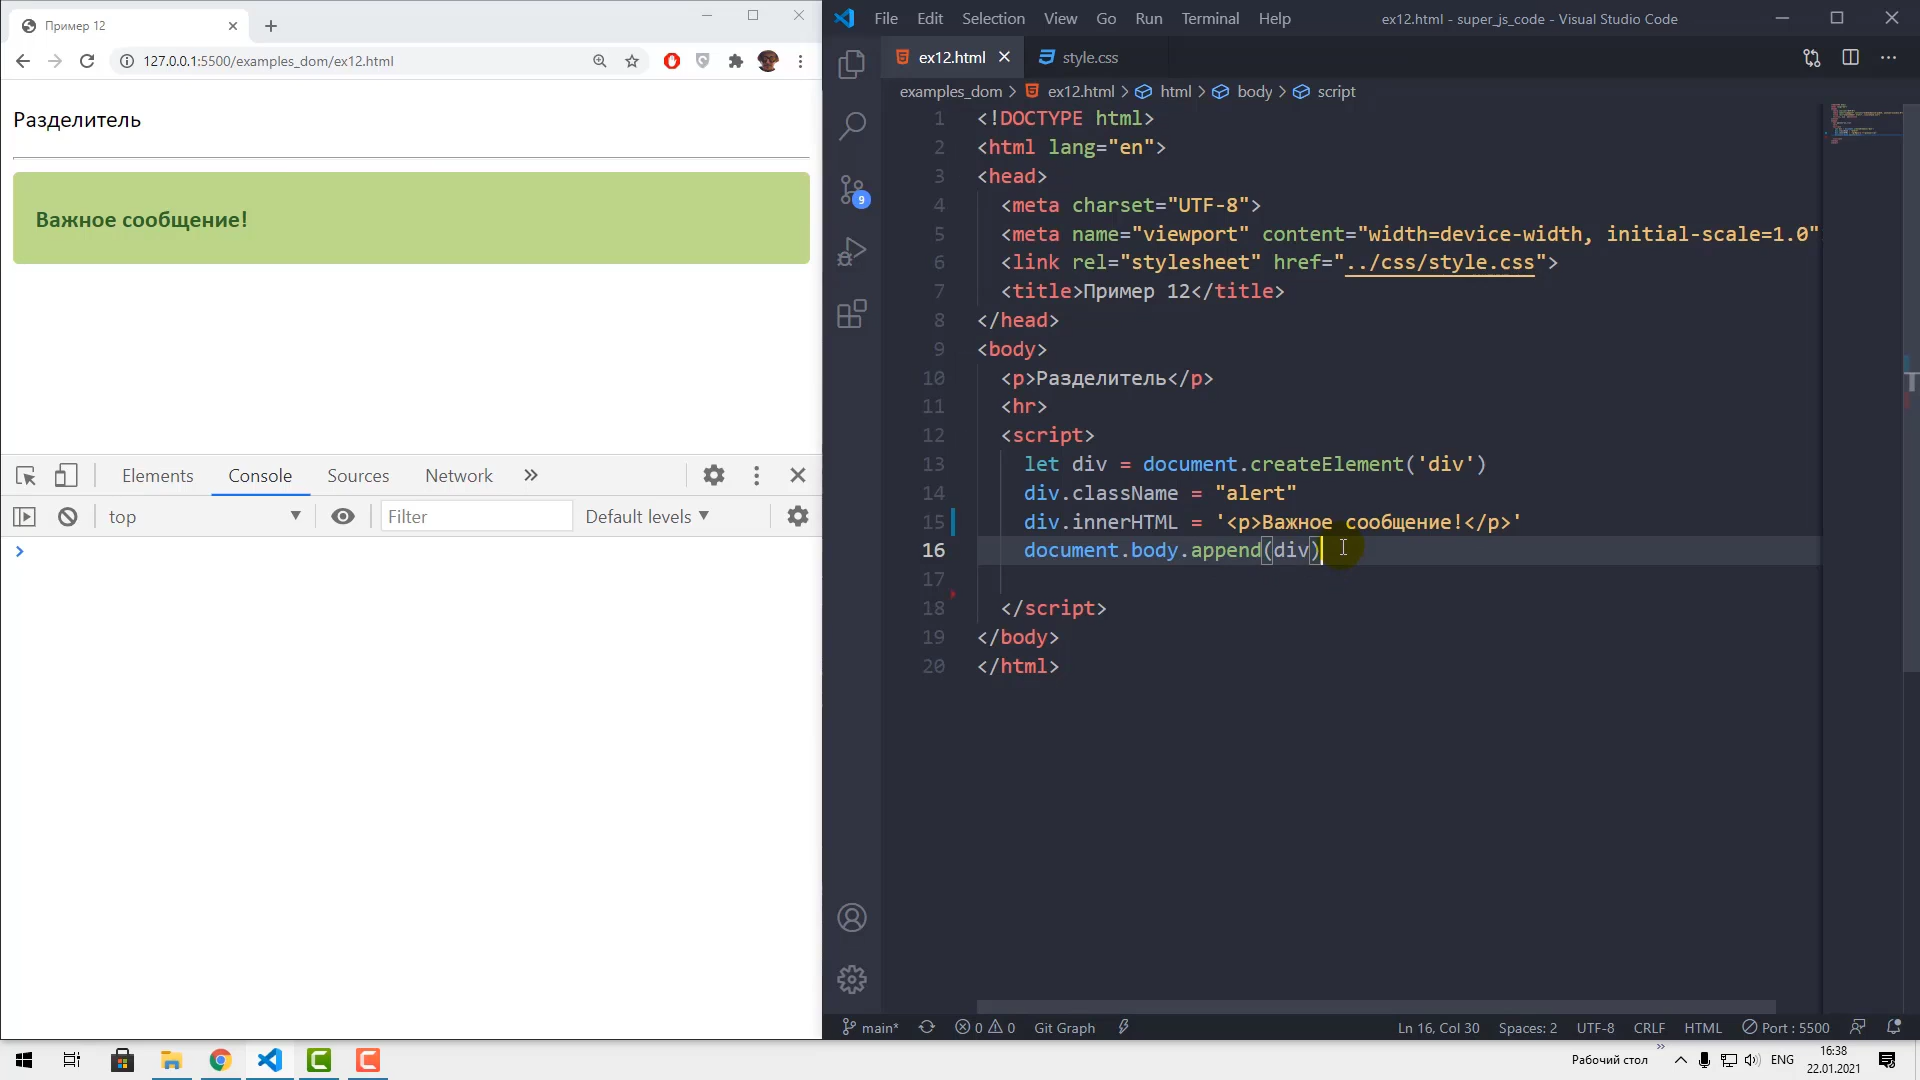 Пример 12
127.0.0.1:5500/examples_dom/ex12.html
Разделитель
Важное сообщение!
Elements Console Sources Network
top Filter Default levels
File Edit Selection View Go Run Terminal Help ex12.html - super_js_code - Visual Studio Code
ex12.html style.css
examples_dom > ex12.html > html > body > script
9
1 <!DOCTYPE html>
2 <html lang="en">
3 <head>
4 <meta charset="UTF-8">
5 <meta name="viewport" content="width=device-width, initial-scale=1.0"
6 <link rel="stylesheet" href="../css/style.css">
7 <title>Пример 12</title>
8 </head>
9 <body>
10 <p>Разделитель</p>
11 <hr>
12 <script>
13 let div = document.createElement('div')
14 div.className = "alert"
15 div.innerHTML = '<p>Важное сообщение!</p>'
16 document.body.append(div)
17
18 </script>
19 </body>
20 </html>
main* 0 0 Git Graph Ln 16, Col 30 Spaces: 2 UTF-8 CRLF HTML Port : 5500
Рабочий стол ENG 16:38
22.01.2021